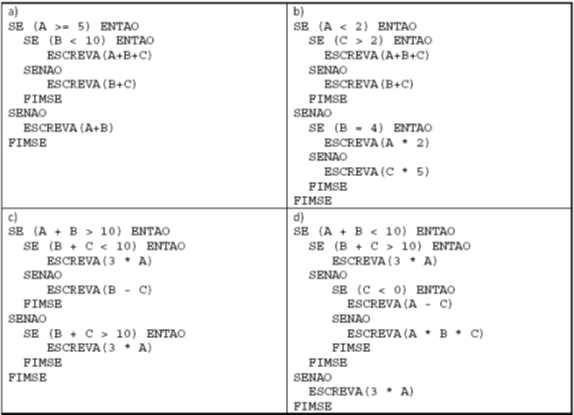 a)
SE (A >= 5) ENTAO
SE (B < 10) ENTAO
ESCREVA(A+B+C)
SENAO
ESCREVA(B+C)
FIMSE
SENAO
ESCREVA(A+B)
FIMSE
b)
SE (A < 2) ENTAO
SE (C > 2) ENTAO
ESCREVA(A+B+C)
SENAO
ESCREVA(B+C)
FIMSE
SENAO
SE (B = 4) ENTAO
ESCREVA(A * 2)
SENAO
ESCREVA(C * 5)
FIMSE
FIMSE
c)
SE (A + B > 10) ENTAO
SE (B + C < 10) ENTAO
ESCREVA(3 * A)
SENAO
ESCREVA(B - C)
FIMSE
SENAO
SE (B + C > 10) ENTAO
ESCREVA(3 * A)
FIMSE
FIMSE
d)
SE (A + B < 10) ENTAO
SE (B + C > 10) ENTAO
ESCREVA(3 * A)
SENAO
SE (C < 0) ENTAO
ESCREVA(A - C)
SENAO
ESCREVA(A * B * C)
FIMSE
FIMSE
SENAO
ESCREVA(3 * A)
FIMSE